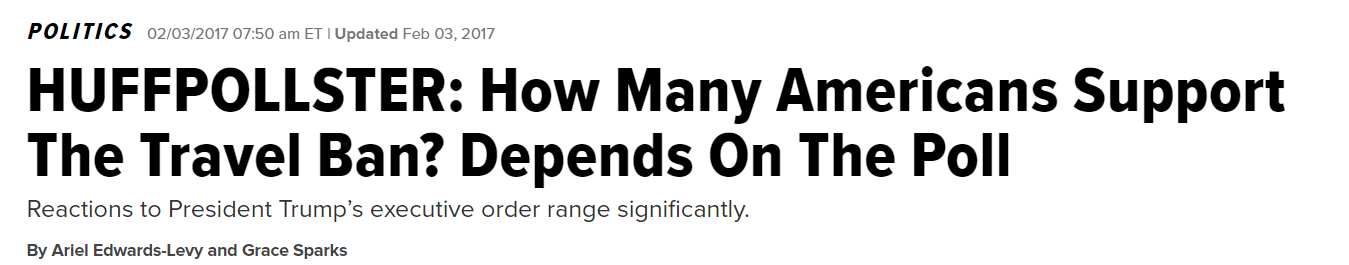 POLITICS 02/03/2017 07:50 am ET | Updated Feb 03, 2017
HUFFPOLLSTER: How Many Americans Support
The Travel Ban? Depends On The Poll
Reactions to President Trump’s executive order range significantly.
By Ariel Edwards-Levy and Grace Sparks